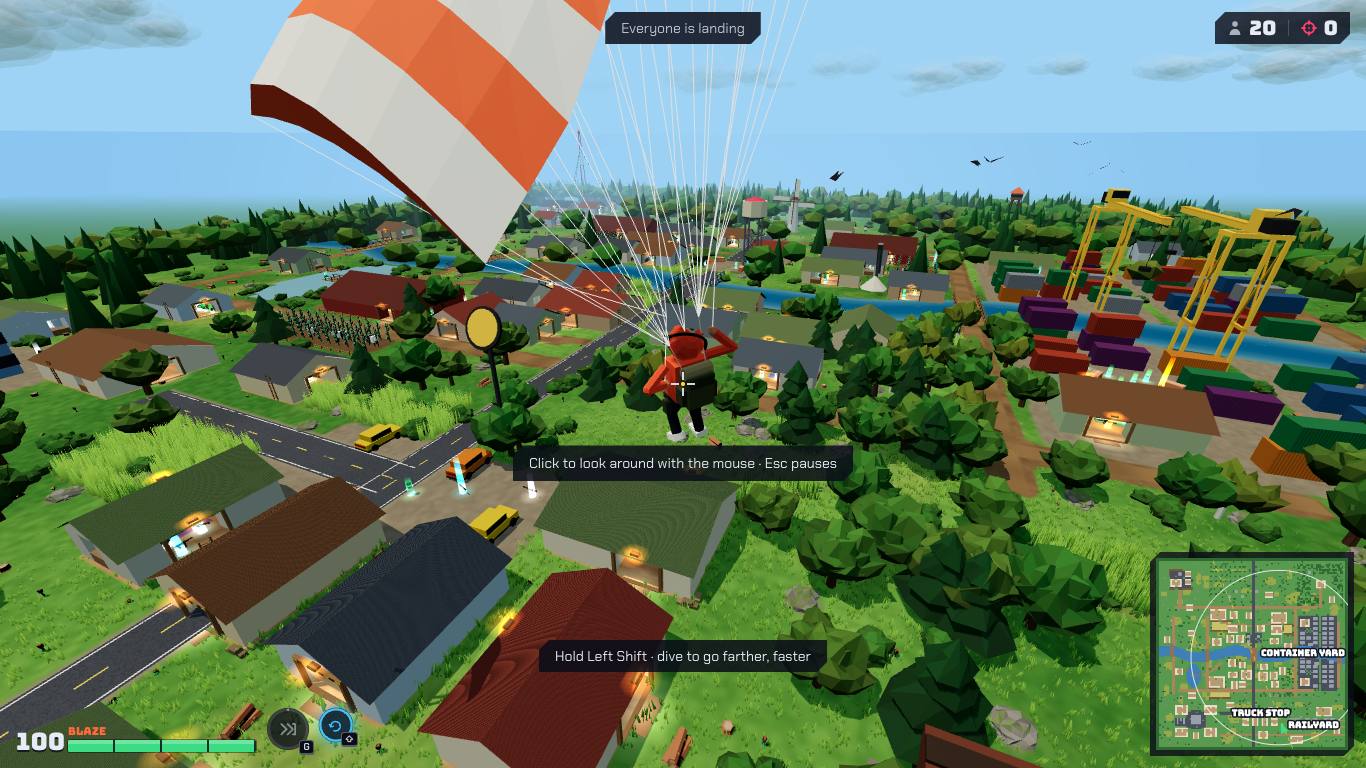 Everyone is landing
20 0
Click to look around with the mouse · Esc pauses
Hold Left Shift · dive to go farther, faster
CONTAINER YARD
TRUCK STOP
RAILYARD
100 BLAZE
G